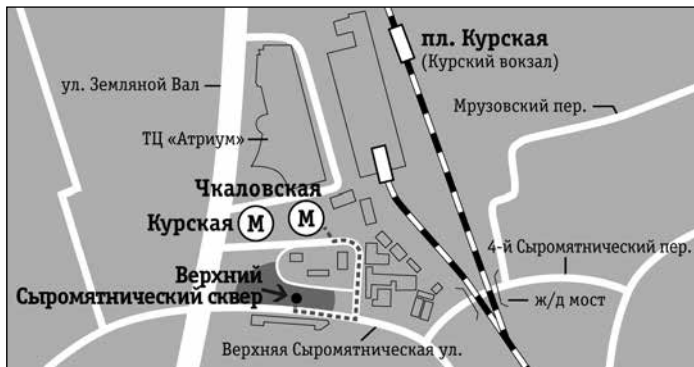 пл. Курская
(Курский вокзал)
ул. Земляной Вал
Мрузовский пер.
ТЦ «Атриум»
Чкаловская
Курская М
М
4-й Сыромятнический пер.
Верхний
Сыромятнический сквер
ж/д мост
Верхняя Сыромятническая ул.